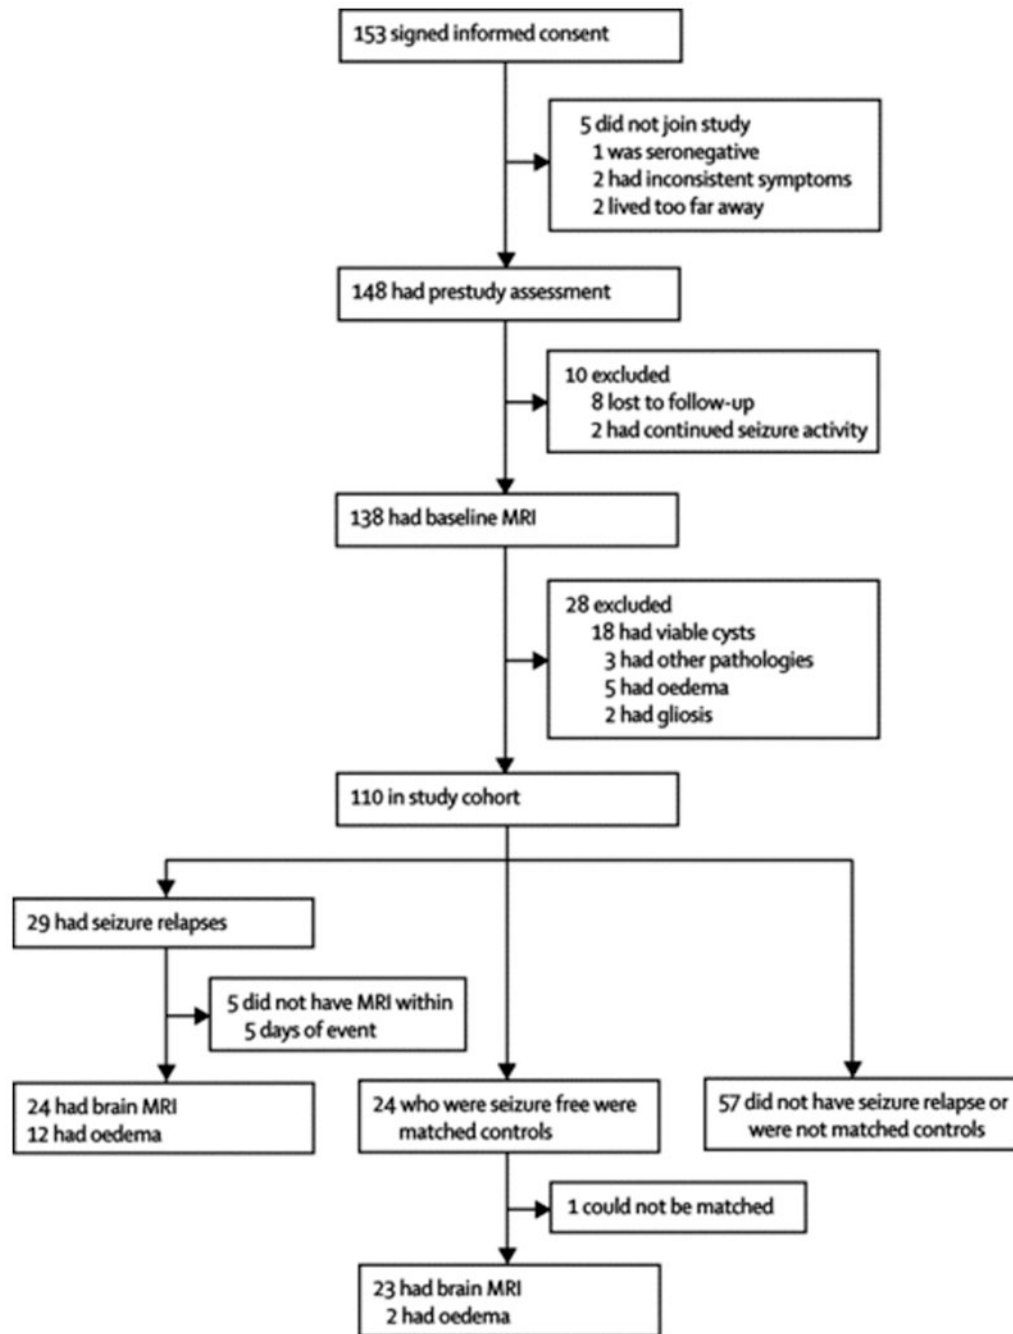 153 signed informed consent
5 did not join study
1 was seronegative
2 had inconsistent symptoms
2 lived too far away
148 had prestudy assessment
10 excluded
8 lost to follow-up
2 had continued seizure activity
138 had baseline MRI
28 excluded
18 had viable cysts
3 had other pathologies
5 had oedema
2 had gliosis
110 in study cohort
29 had seizure relapses
5 did not have MRI within
5 days of event
24 had brain MRI
12 had oedema
24 who were seizure free were
matched controls
57 did not have seizure relapse or
were not matched controls
1 could not be matched
23 had brain MRI
2 had oedema